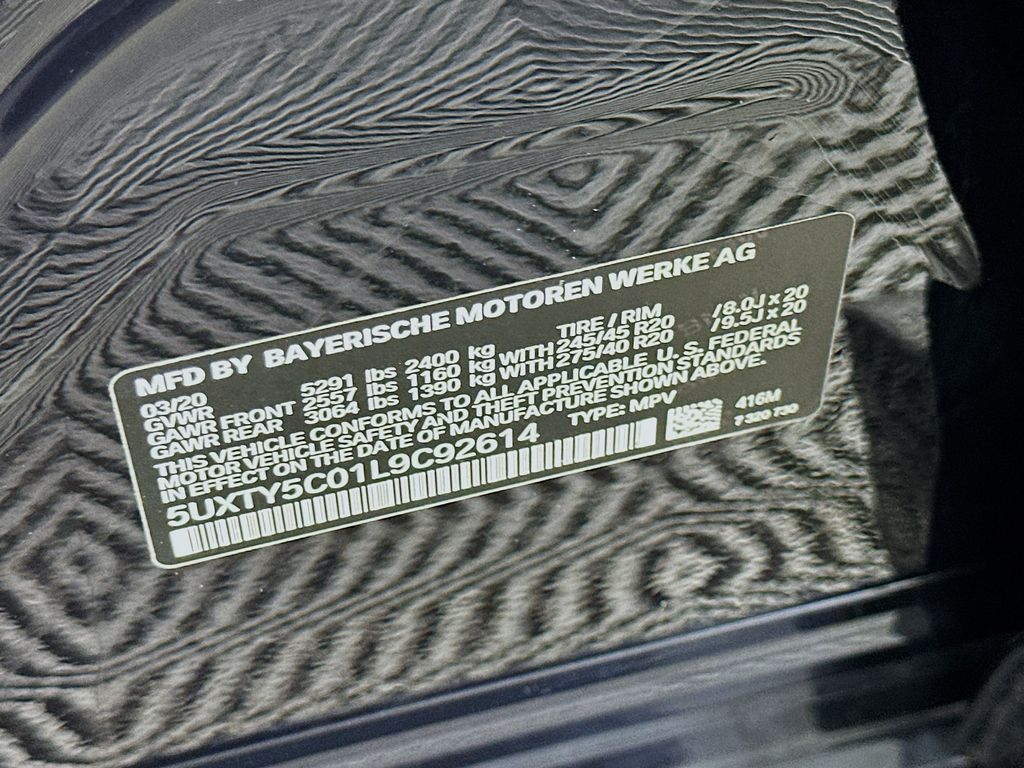 MFD BY BAYERISCHE MOTOREN WERKE AG
03/20 TIRE / RIM
GVWR 5291 lbs 2400 kg
GAWR FRONT 2557 lbs 1160 kg WITH 245/45 R20 / 8.0J x 20
GAWR REAR 3064 lbs 1390 kg WITH 275/40 R20 / 9.5J x 20
THIS VEHICLE CONFORMS TO ALL APPLICABLE U. S. FEDERAL
MOTOR VEHICLE SAFETY AND THEFT PREVENTION STANDARDS
IN EFFECT ON THE DATE OF MANUFACTURE SHOWN ABOVE.
5UXTY5C01L9C92614 TYPE: MPV
416M